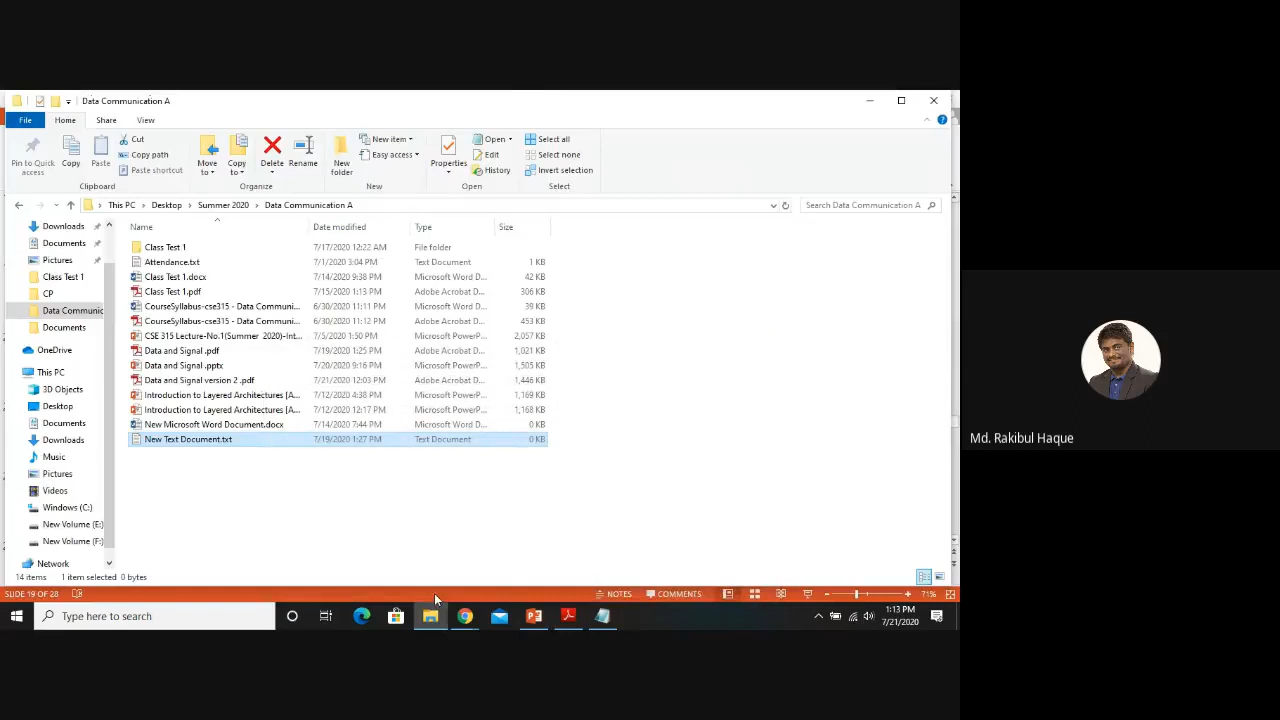 Data Communication A
File Home Share View
Pin to Quick access
Copy
Paste
Cut
Copy path
Paste shortcut
Clipboard
Move to
Copy to
Delete
Rename
Organize
New folder
New item
Easy access
New
Properties
Open
Edit
History
Open
Select all
Select none
Invert selection
Select
This PC Desktop Summer 2020 Data Communication A
Search Data Communication A
Downloads
Documents
Pictures
Class Test 1
CP
Data Communic
Documents
OneDrive
This PC
3D Objects
Desktop
Documents
Downloads
Music
Pictures
Videos
Windows (C:)
New Volume (E:)
New Volume (F:)
Network
Name Date modified Type Size
Class Test 1 7/17/2020 12:22 AM File folder
Attendance.txt 7/1/2020 3:04 PM Text Document 1 KB
Class Test 1.docx 7/14/2020 9:38 PM Microsoft Word D... 42 KB
Class Test 1.pdf 7/15/2020 1:13 PM Adobe Acrobat D... 306 KB
CourseSyllabus-cse315 - Data Communi... 6/30/2020 11:11 PM Microsoft Word D... 39 KB
CourseSyllabus-cse315 - Data Communi... 6/30/2020 11:12 PM Adobe Acrobat D... 453 KB
CSE 315 Lecture-No.1(Summer 2020)-Int... 7/5/2020 1:50 PM Microsoft PowerP... 2,057 KB
Data and Signal .pdf 7/19/2020 1:25 PM Adobe Acrobat D... 1,021 KB
Data and Signal .pptx 7/20/2020 9:16 PM Microsoft PowerP... 1,505 KB
Data and Signal version 2 .pdf 7/21/2020 12:03 PM Adobe Acrobat D... 1,446 KB
Introduction to Layered Architectures [A... 7/12/2020 4:38 PM Microsoft PowerP... 1,169 KB
Introduction to Layered Architectures [A... 7/12/2020 12:17 PM Microsoft PowerP... 1,168 KB
New Microsoft Word Document.docx 7/14/2020 7:44 PM Microsoft Word D... 0 KB
New Text Document.txt 7/19/2020 1:27 PM Text Document 0 KB
14 items 1 item selected 0 bytes
SLIDE 19 OF 28 NOTES COMMENTS 71%
Type here to search
1:13 PM
7/21/2020
Md. Rakibul Haque